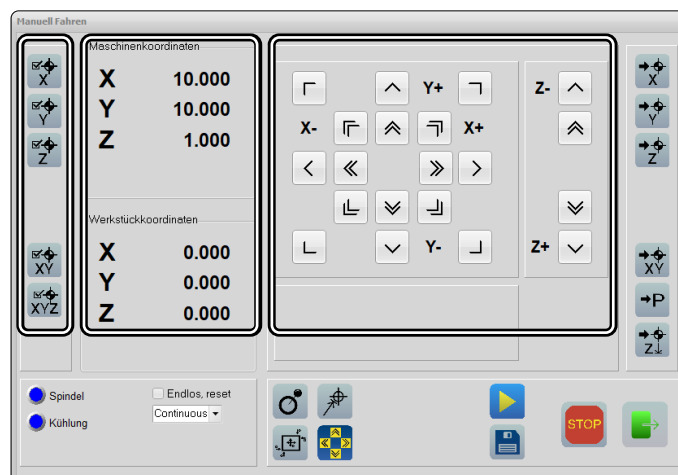 Manuell Fahren
Maschinenkoordinaten
X 10.000
Y 10.000
Z 1.000
Werkstückkoordinaten
X 0.000
Y 0.000
Z 0.000
X
Y
Z
XY
XYZ
Y+
X- X+
Y-
Z-
Z+
X
Y
Z
XY
P
Z
Spindel
Kühlung
Endlos, reset
Continuous
STOP